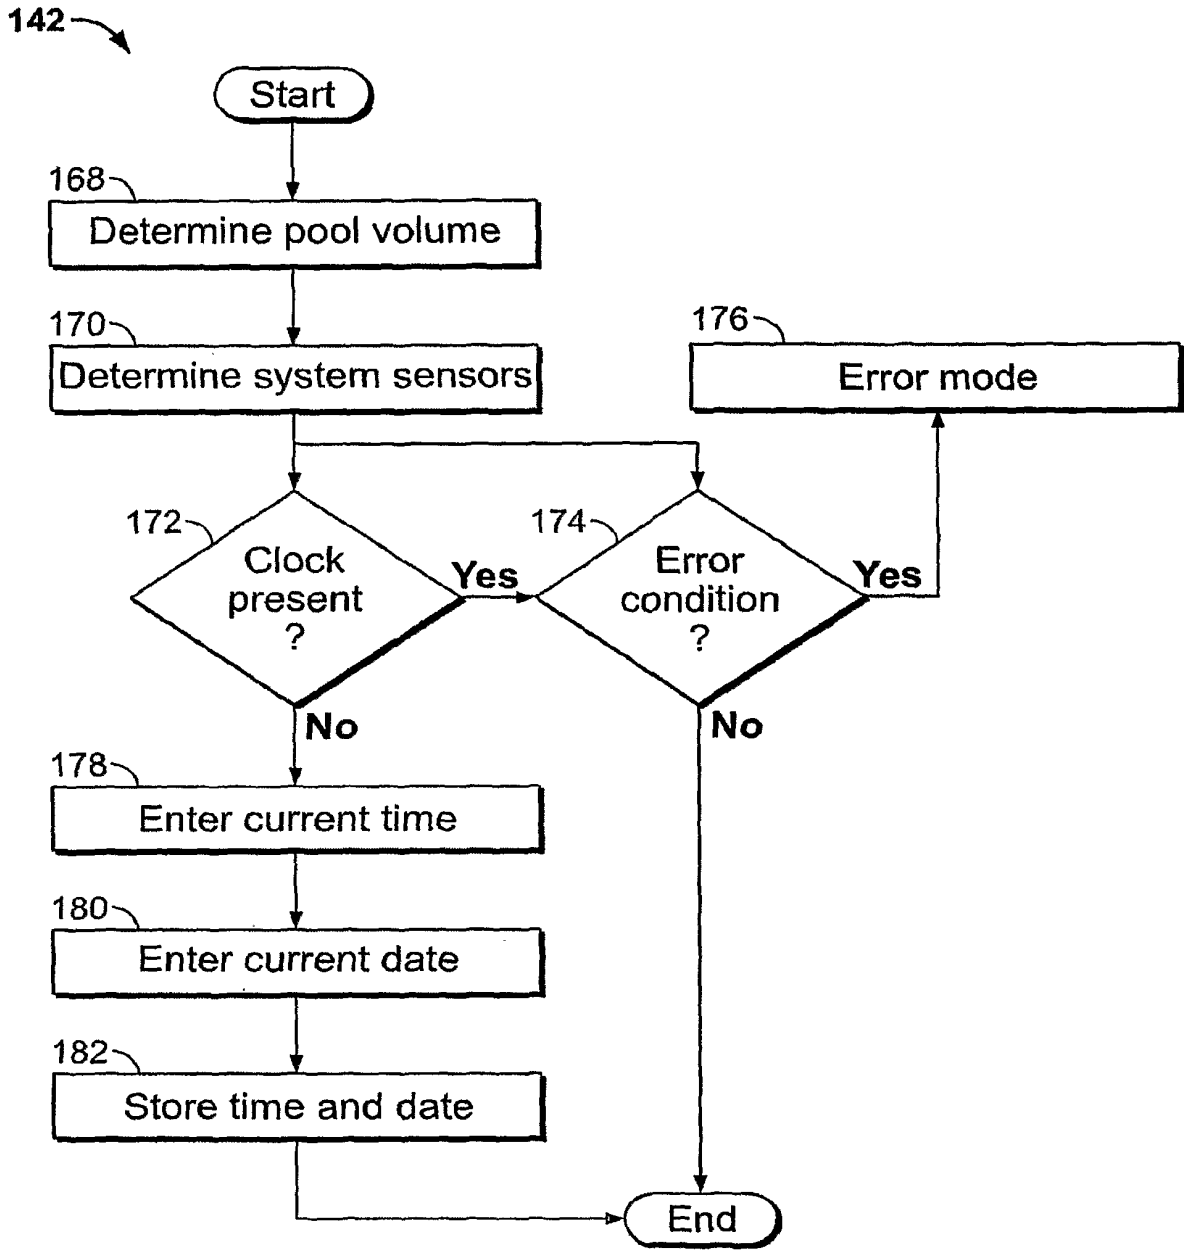 142
Start
168
Determine pool volume
170
Determine system sensors
176
Error mode
172
Clock
present
?
Yes
174
Error
condition
?
Yes
No
No
178
Enter current time
180
Enter current date
182
Store time and date
End